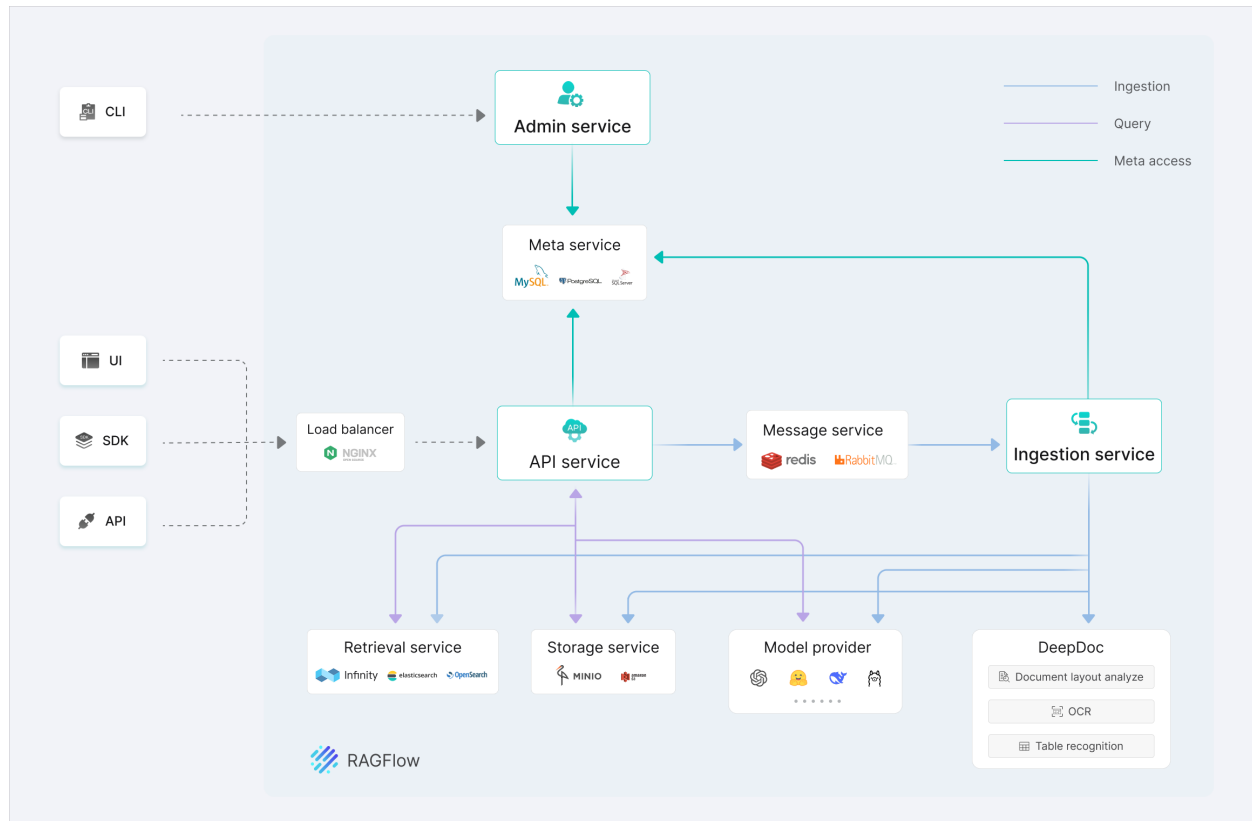 CLI
CLI
Admin service
Ingestion
Query
Meta access
Meta service
MySQL
PostgreSQL
SQL Server
UI
SDK
API
Load balancer
NGINX
API
API service
Message service
redis
RabbitMQ
Ingestion service
Retrieval service
Infinity
elasticsearch
OpenSearch
Storage service
MINIO
Model provider
DeepDoc
Document layout analyze
OCR
Table recognition
RAGFlow